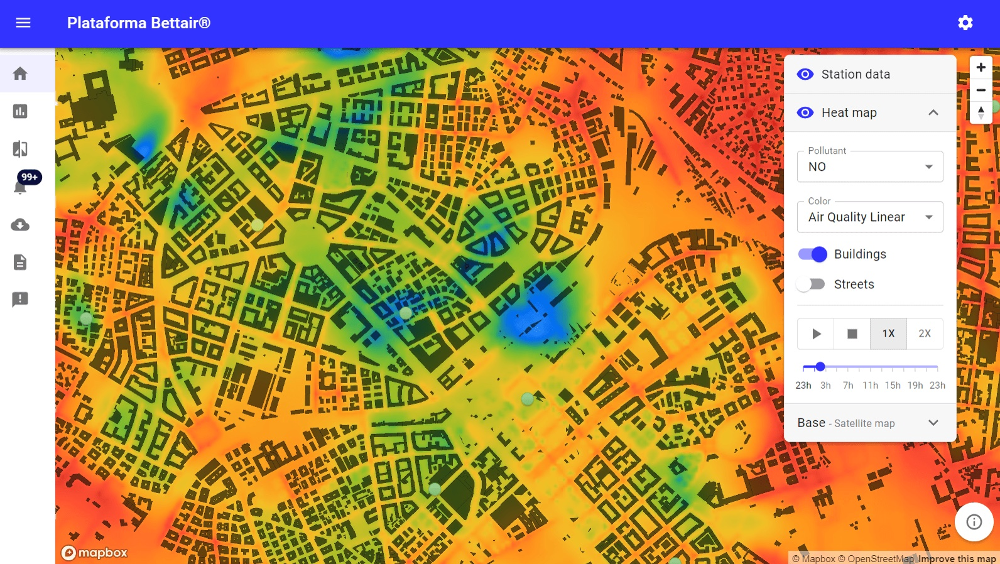 Plataforma Bettair®
99+
Station data
Heat map
Pollutant
NO
Color
Air Quality Linear
Buildings
Streets
1X 2X
23h 3h 7h 11h 15h 19h 23h
Base - Satellite map
mapbox
© Mapbox © OpenStreetMap Improve this map